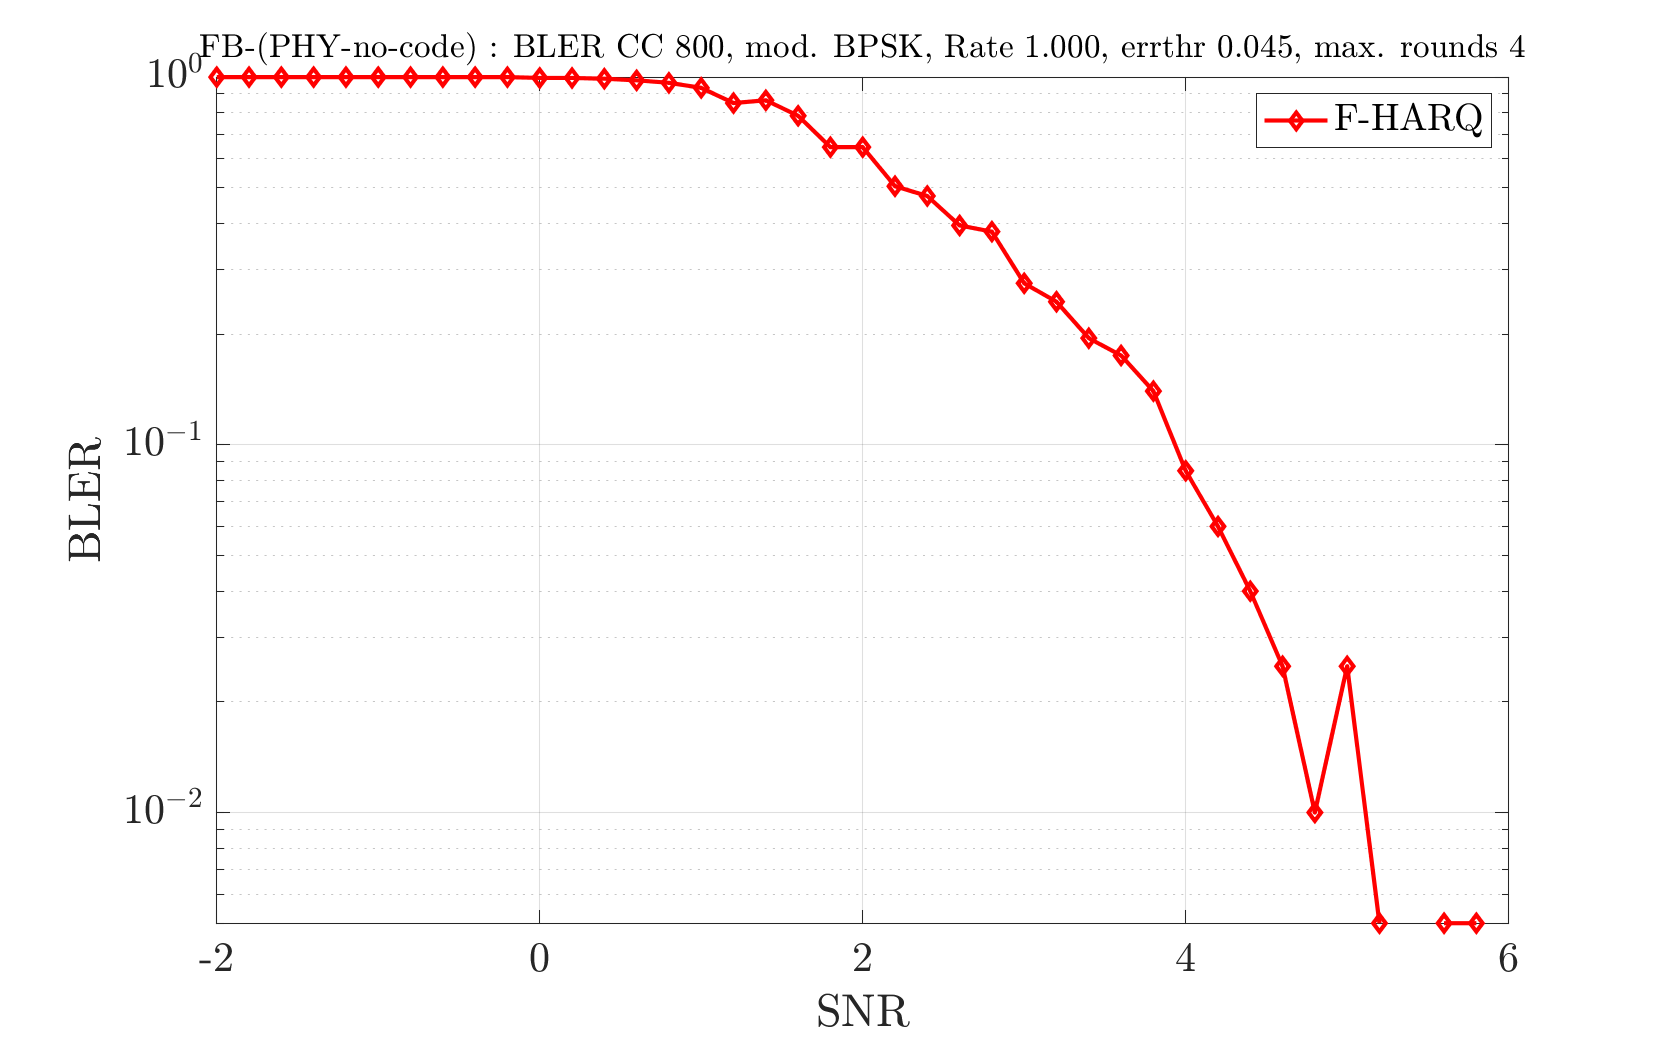 FB-(PHY-no-code) : BLER CC 800, mod. BPSK, Rate 1.000, errthr 0.045, max. rounds 4
10^0
F-HARQ
10^{-1}
BLER
10^{-2}
-2 0 2 4 6
SNR